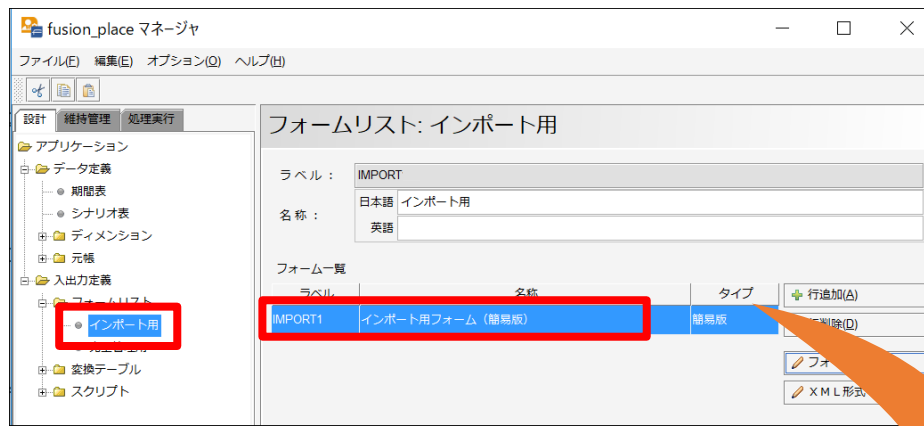 fusion_place マネージャ
ファイル(F) 編集(E) オプション(O) ヘルプ(H)
設計 維持管理 処理実行
アプリケーション
データ定義
期間表
シナリオ表
ディメンション
元帳
入出力定義
フォームリスト
インポート用
変換テーブル
スクリプト
フォームリスト: インポート用
ラベル : IMPORT
名称 : 日本語 インポート用
英語
フォーム一覧
ラベル 名称 タイプ
IMPORT1 インポート用フォーム（簡易版） 簡易版
行追加(A)
行削除(D)
フォ
ＸＭＬ形式